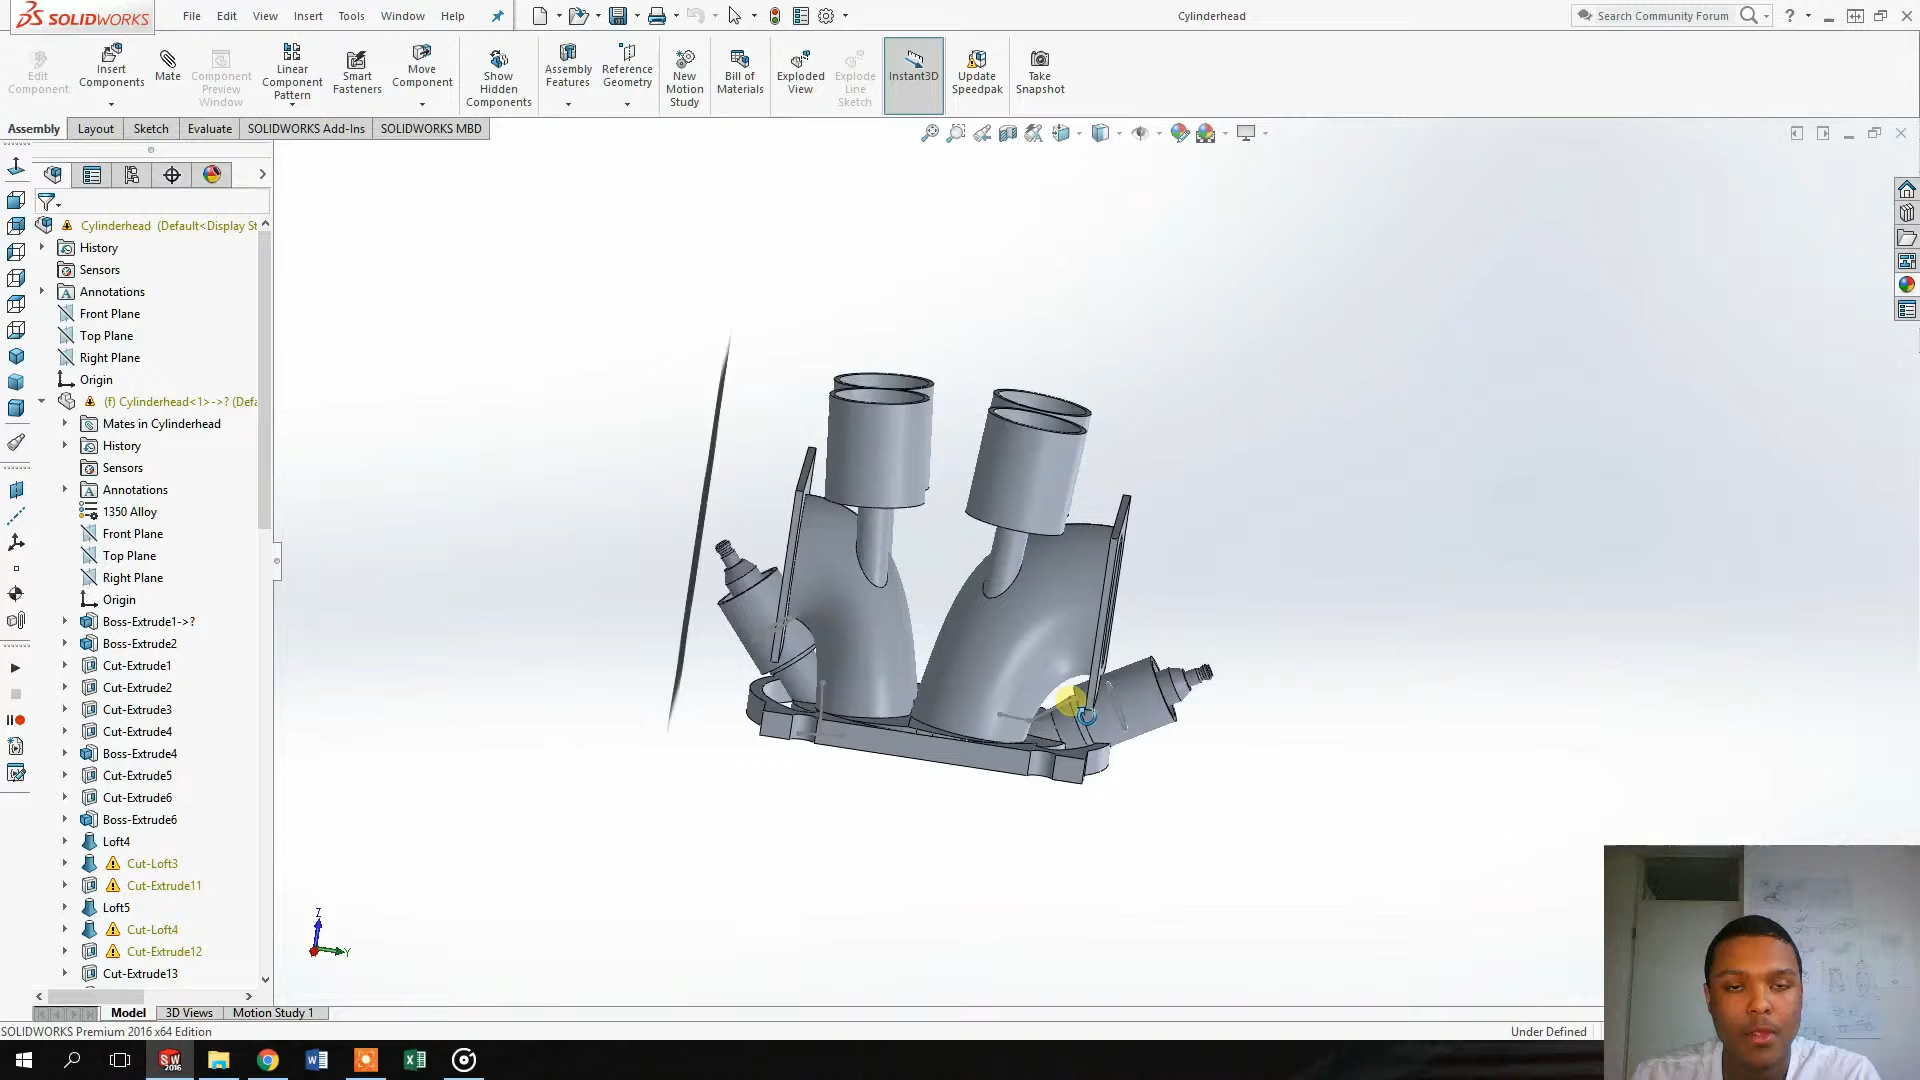 SOLIDWORKS
File Edit View Insert Tools Window Help
Cylinderhead
Search Community Forum
?
Edit Component
Insert Components
Mate
Component Preview Window
Linear Component Pattern
Smart Fasteners
Move Component
Show Hidden Components
Assembly Features
Reference Geometry
New Motion Study
Bill of Materials
Exploded View
Explode Line Sketch
Instant3D
Update Speedpak
Take Snapshot
Assembly Layout Sketch Evaluate SOLIDWORKS Add-Ins SOLIDWORKS MBD
Cylinderhead (Default<Display St
History
Sensors
Annotations
Front Plane
Top Plane
Right Plane
Origin
(f) Cylinderhead<1>->? (Defa
Mates in Cylinderhead
History
Sensors
Annotations
1350 Alloy
Front Plane
Top Plane
Right Plane
Origin
Boss-Extrude1->?
Boss-Extrude2
Cut-Extrude1
Cut-Extrude2
Cut-Extrude3
Cut-Extrude4
Boss-Extrude4
Cut-Extrude5
Cut-Extrude6
Boss-Extrude6
Loft4
Cut-Loft3
Cut-Extrude11
Loft5
Cut-Loft4
Cut-Extrude12
Cut-Extrude13
Z
Y
Model 3D Views Motion Study 1
SOLIDWORKS Premium 2016 x64 Edition
Under Defined
SW 2016